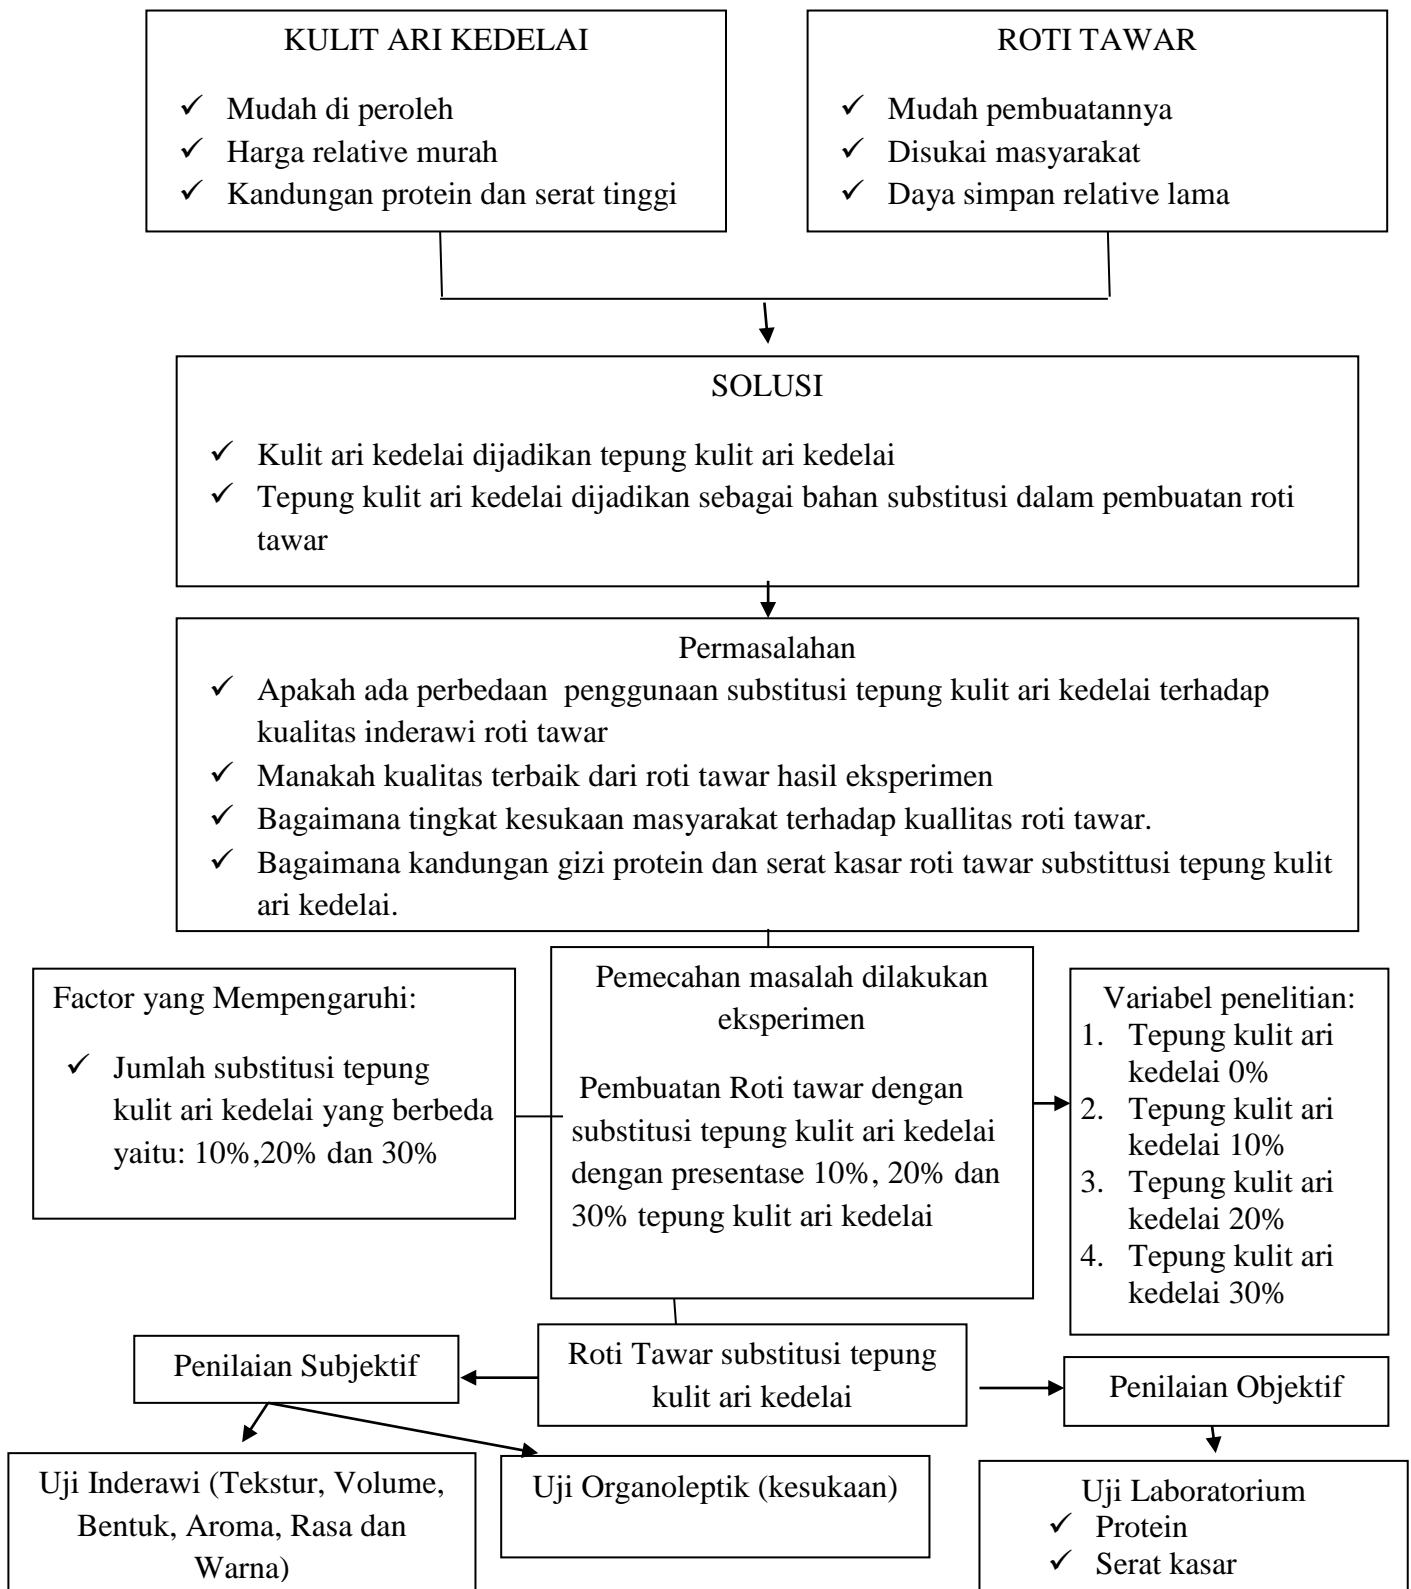 KULIT ARI KEDELAI
✓ Mudah di peroleh
✓ Harga relative murah
✓ Kandungan protein dan serat tinggi
ROTI TAWAR
✓ Mudah pembuatannya
✓ Disukai masyarakat
✓ Daya simpan relative lama
SOLUSI
✓ Kulit ari kedelai dijadikan tepung kulit ari kedelai
✓ Tepung kulit ari kedelai dijadikan sebagai bahan substitusi dalam pembuatan roti
tawar
Permasalahan
✓ Apakah ada perbedaan penggunaan substitusi tepung kulit ari kedelai terhadap
kualitas inderawi roti tawar
✓ Manakah kualitas terbaik dari roti tawar hasil eksperimen
✓ Bagaimana tingkat kesukaan masyarakat terhadap kuallitas roti tawar.
✓ Bagaimana kandungan gizi protein dan serat kasar roti tawar substittusi tepung kulit
ari kedelai.
Factor yang Mempengaruhi:
✓ Jumlah substitusi tepung
kulit ari kedelai yang berbeda
yaitu: 10%,20% dan 30%
Pemecahan masalah dilakukan
eksperimen
Pembuatan Roti tawar dengan
substitusi tepung kulit ari kedelai
dengan presentase 10%, 20% dan
30% tepung kulit ari kedelai
Variabel penelitian:
1. Tepung kulit ari
kedelai 0%
2. Tepung kulit ari
kedelai 10%
3. Tepung kulit ari
kedelai 20%
4. Tepung kulit ari
kedelai 30%
Penilaian Subjektif
Roti Tawar substitusi tepung
kulit ari kedelai
Penilaian Objektif
Uji Inderawi (Tekstur, Volume,
Bentuk, Aroma, Rasa dan
Warna)
Uji Organoleptik (kesukaan)
Uji Laboratorium
✓ Protein
✓ Serat kasar